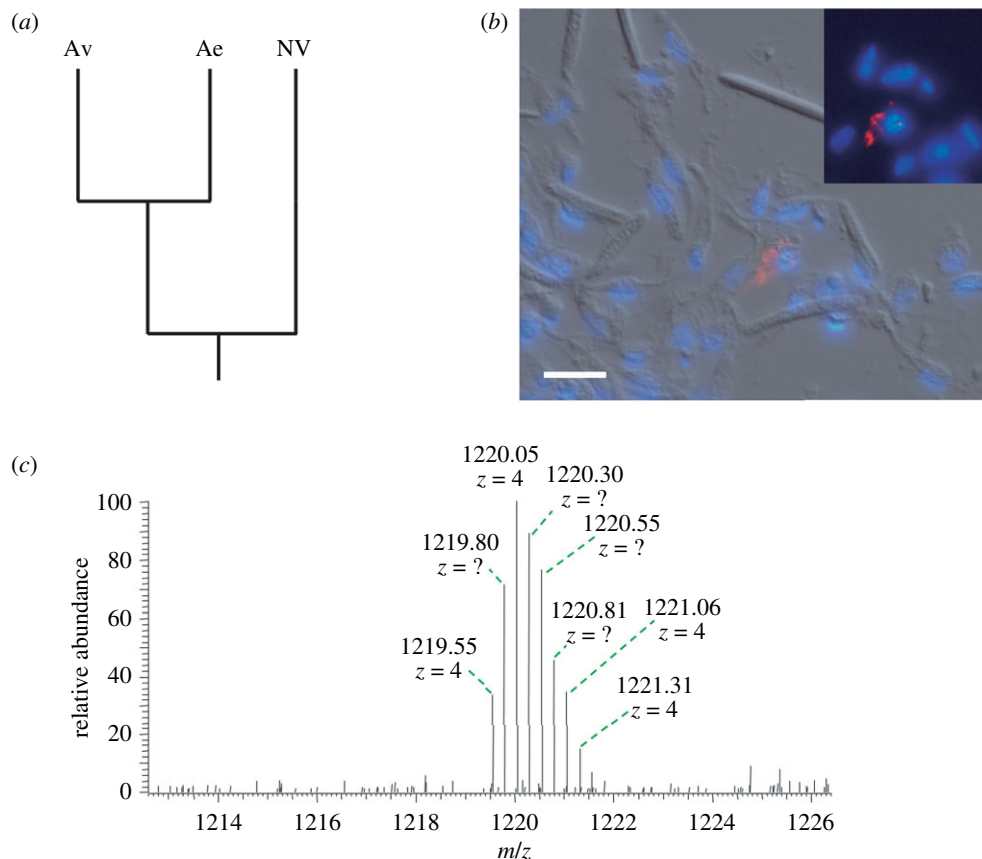 (a)
Av Ae NV
(b)
(c)
1220.05
z = 4
1220.30
z = ?
1220.55
z = ?
1219.80
z = ?
1220.81
z = ?
1221.06
z = 4
1219.55
z = 4
1221.31
z = 4
relative abundance
100
80
60
40
20
0
1214 1216 1218 1220 1222 1224 1226
m/z